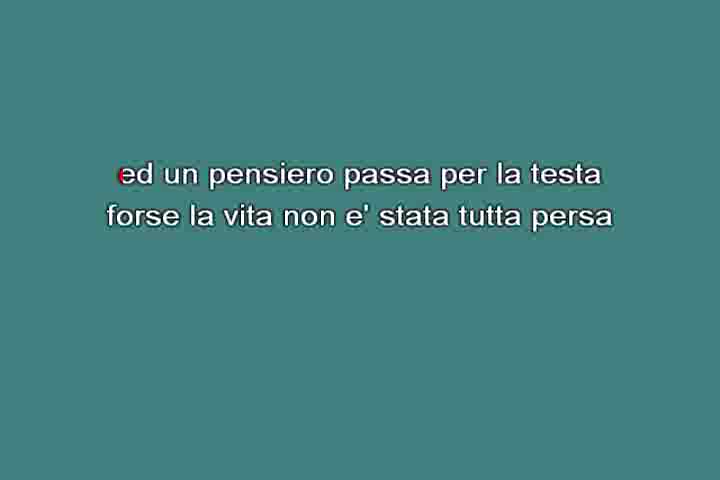 ed un pensiero passa per la testa
forse la vita non e' stata tutta persa